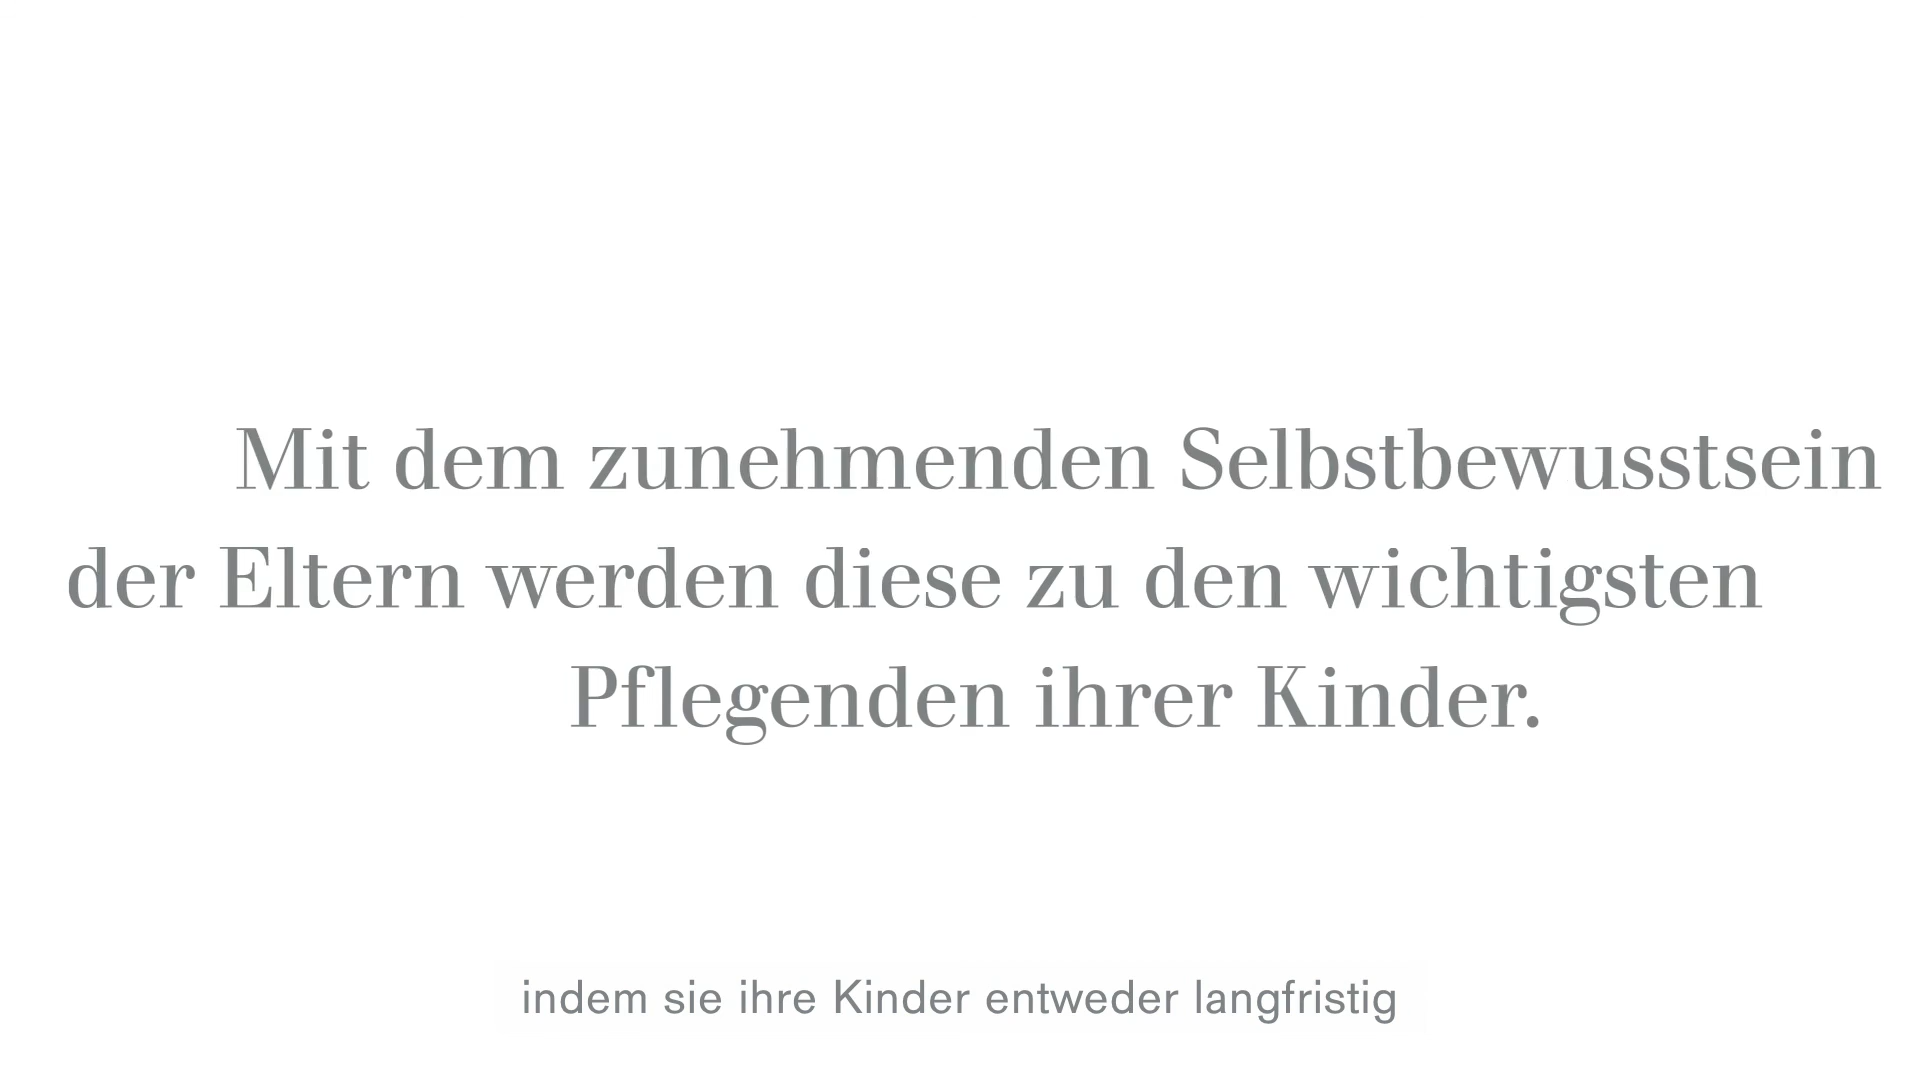 Mit dem zunehmenden Selbstbewusstsein
der Eltern werden diese zu den wichtigsten
Pflegenden ihrer Kinder.
indem sie ihre Kinder entweder langfristig